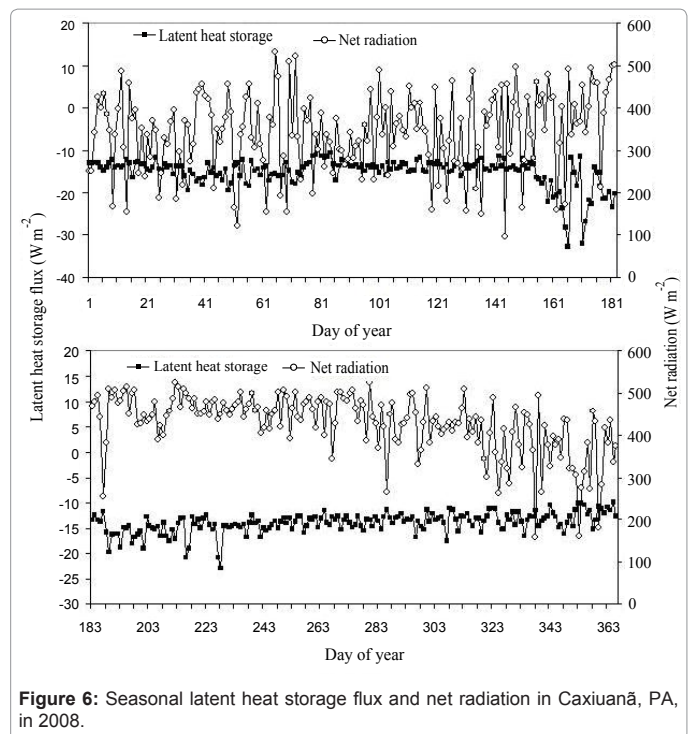 Latent heat storage
Net radiation
20
10
0
-10
-20
-30
-40
600
500
400
300
200
100
0
1 21 41 61 81 101 121 141 161 181
Day of year
Latent heat storage flux (W m-2)
Net radiation (W m-2)
Latent heat storage
Net radiation
20
15
10
5
0
-5
-10
-15
-20
-25
-30
600
500
400
300
200
100
0
183 203 223 243 263 283 303 323 343 363
Day of year
Figure 6: Seasonal latent heat storage flux and net radiation in Caxiuanã, PA,
in 2008.